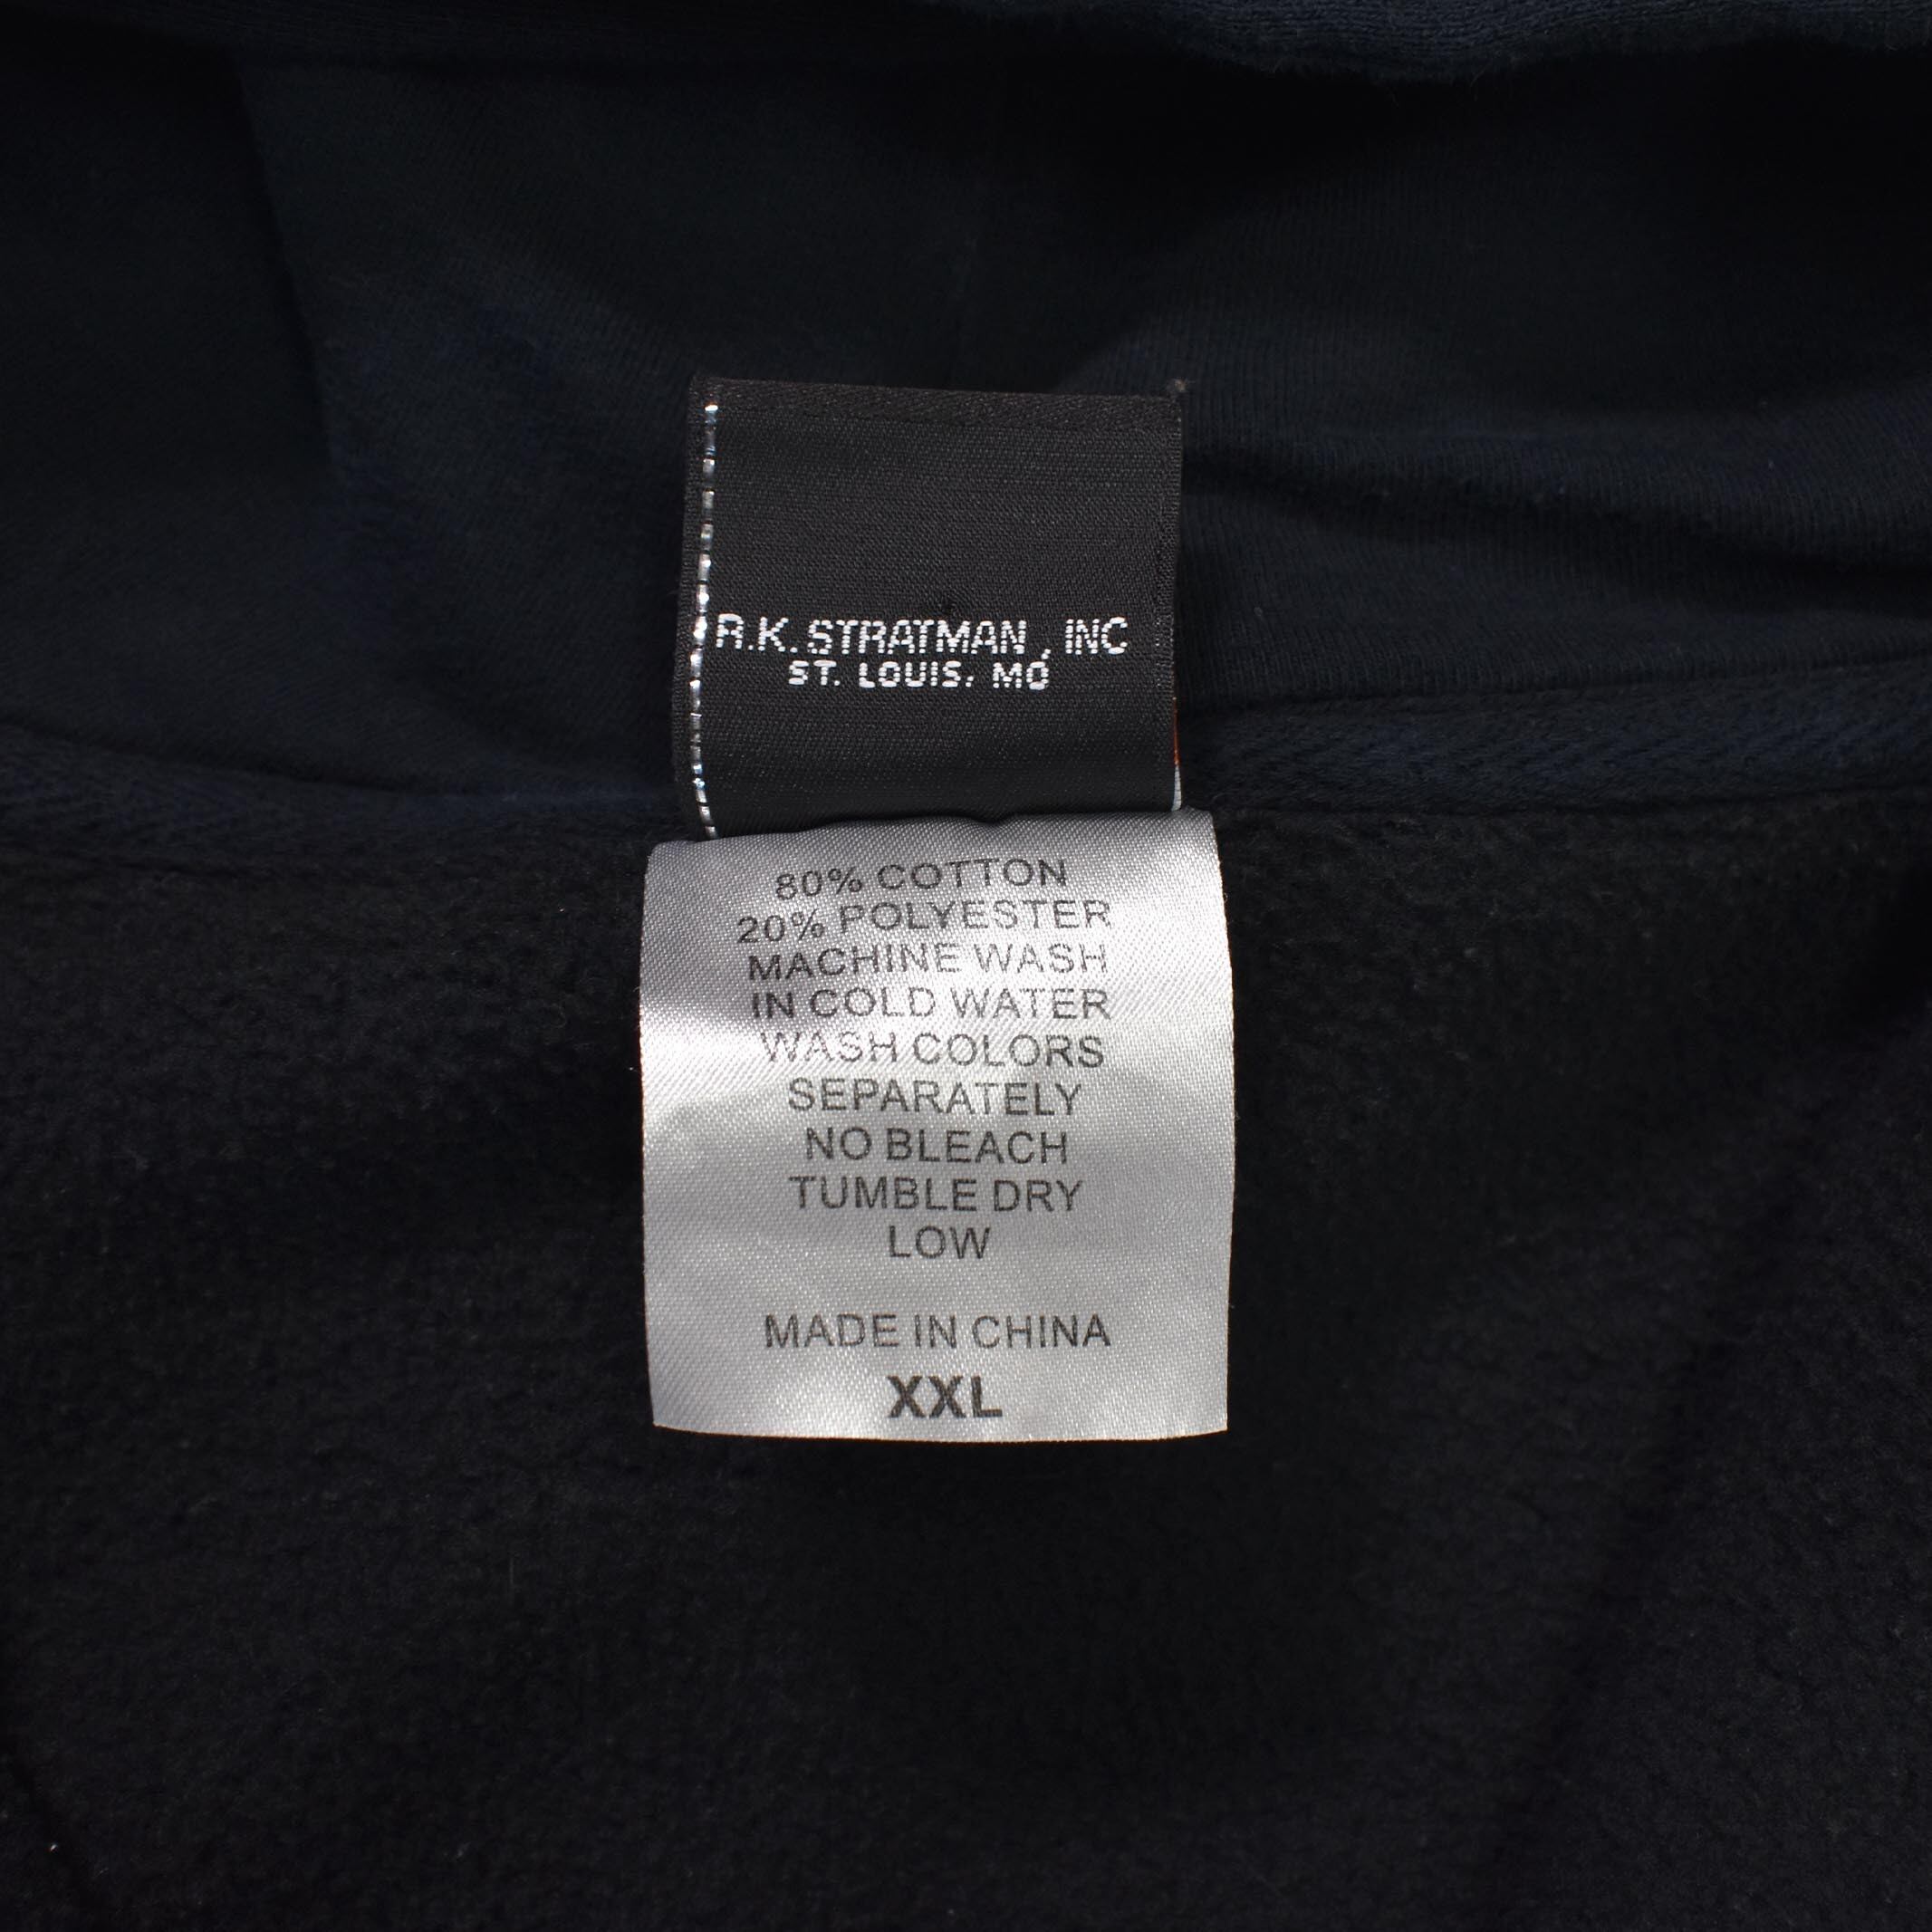 R.K. STRATMAN, INC
ST. LOUIS, MO
80% COTTON
20% POLYESTER
MACHINE WASH
IN COLD WATER
WASH COLORS
SEPARATELY
NO BLEACH
TUMBLE DRY
LOW
MADE IN CHINA
XXL